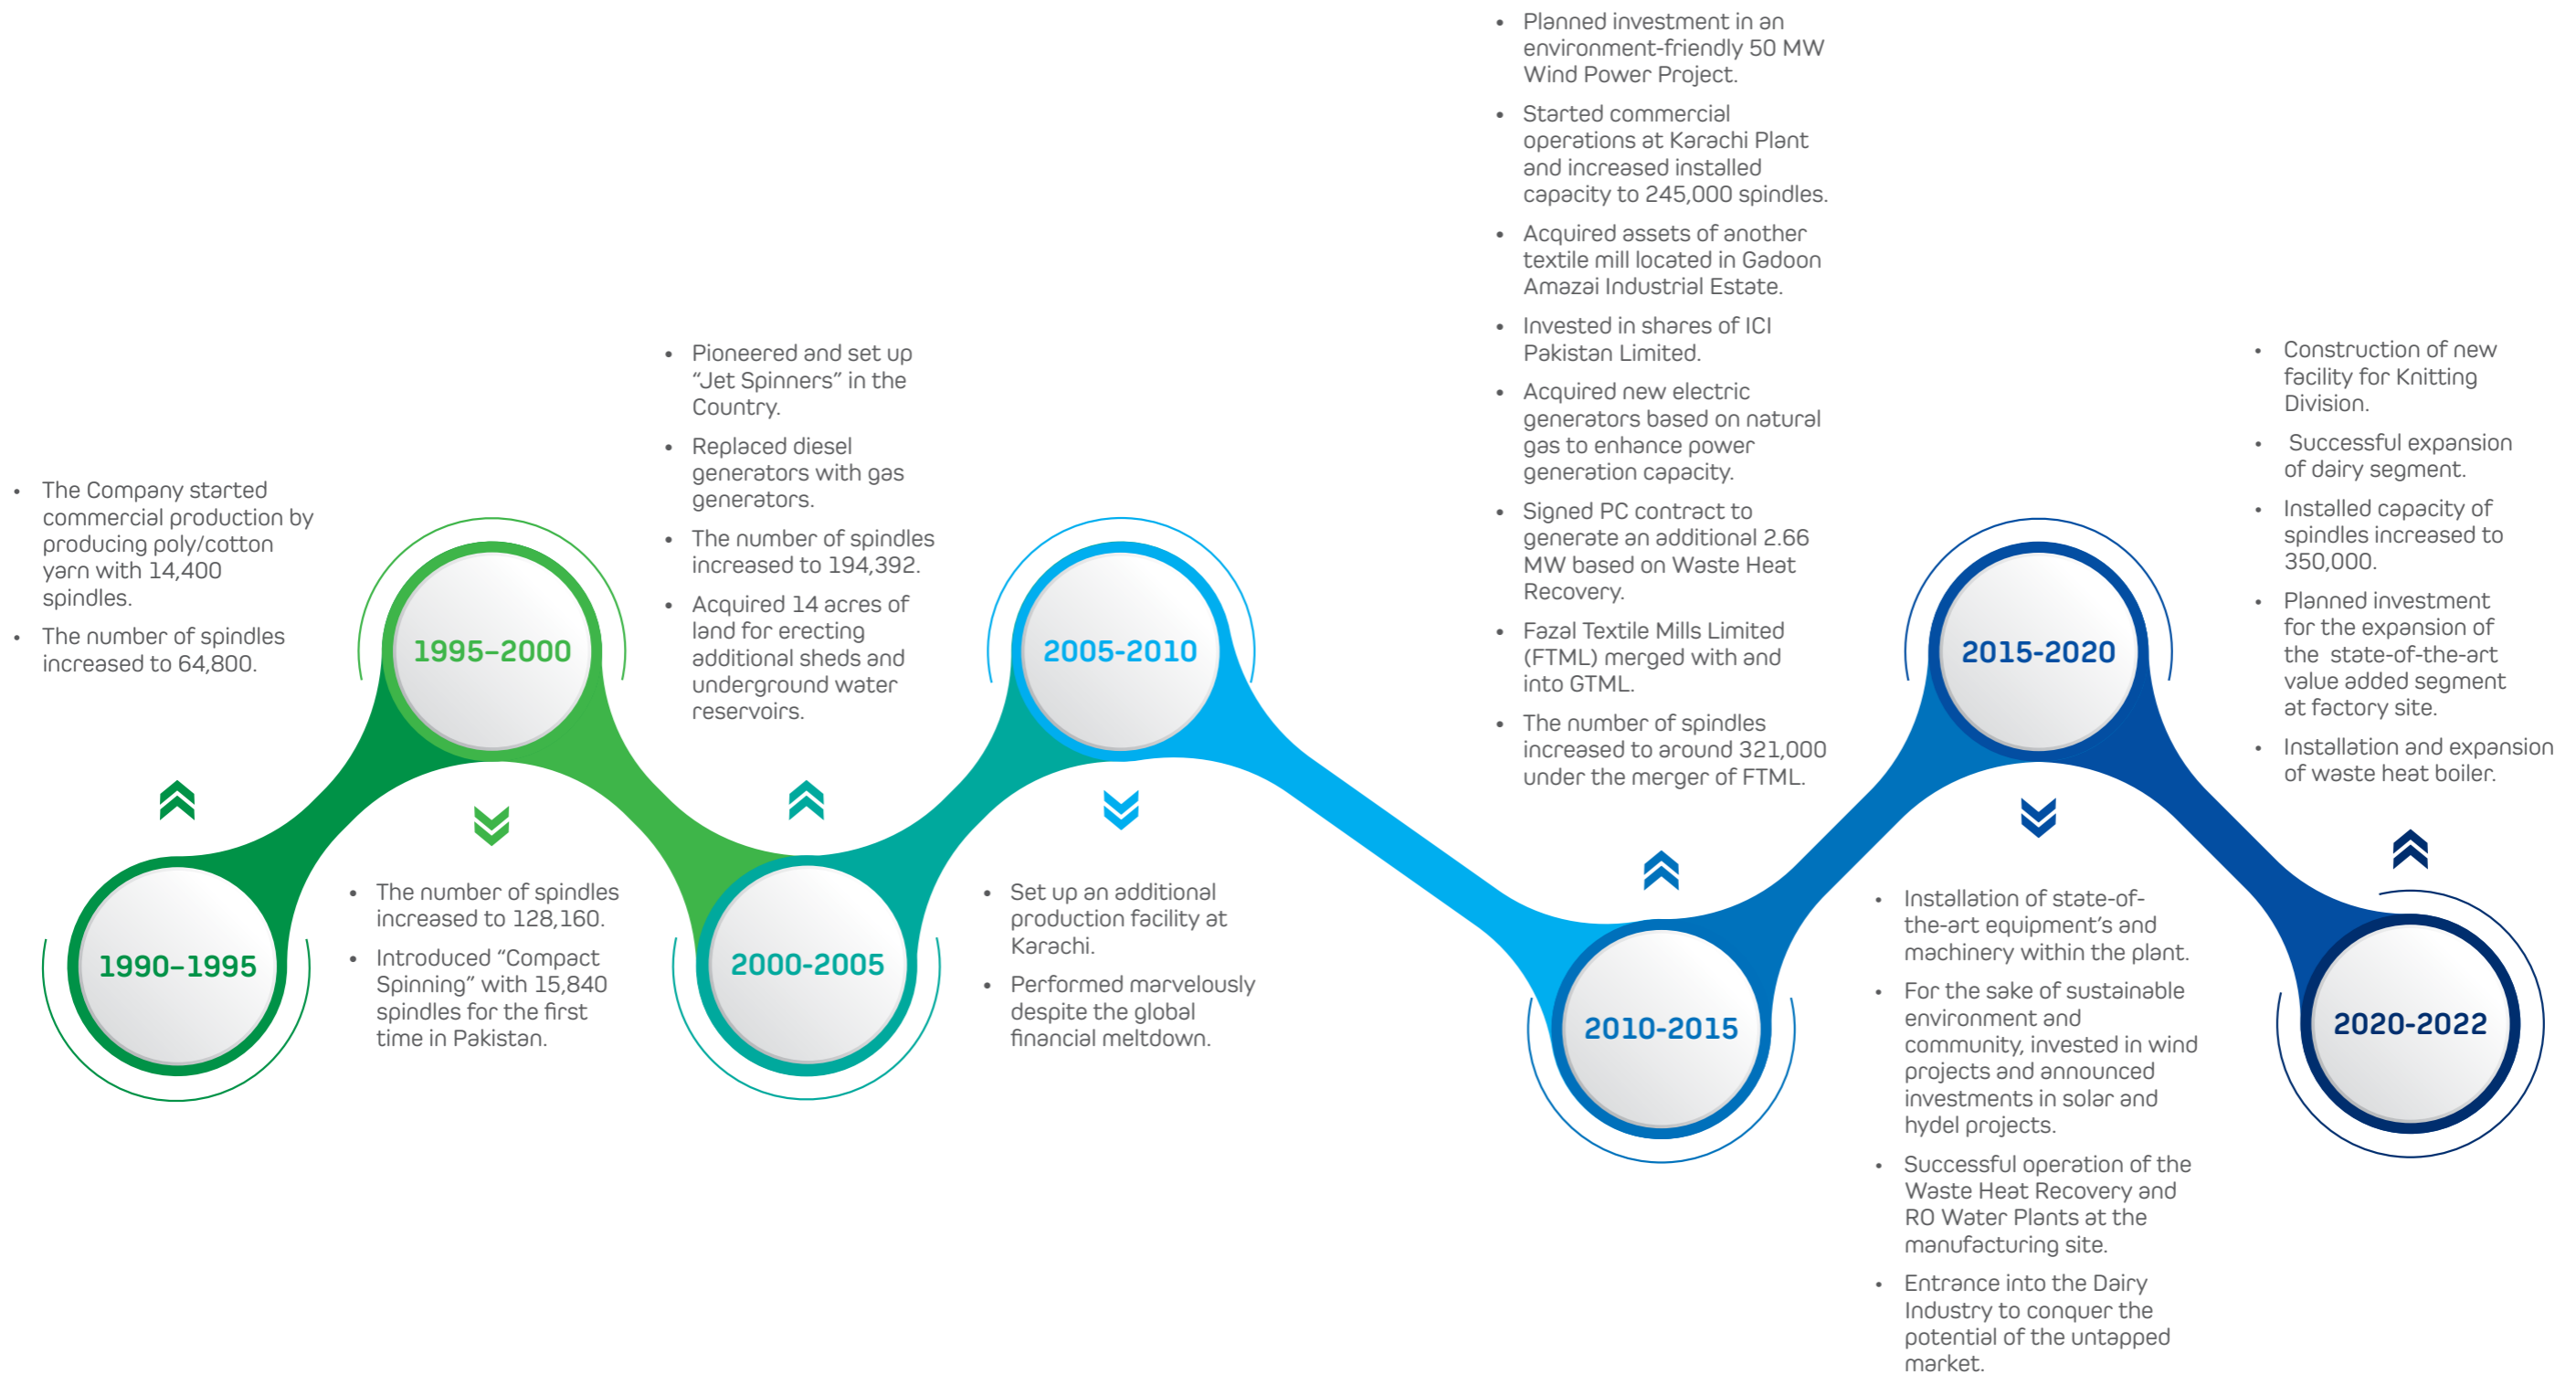 • The Company started
commercial production by
producing poly/cotton
yarn with 14,400
spindles.
• The number of spindles
increased to 64,800.
1990–1995
1995–2000
• The number of spindles
increased to 128,160.
• Introduced “Compact
Spinning” with 15,840
spindles for the first
time in Pakistan.
• Pioneered and set up
“Jet Spinners” in the
Country.
• Replaced diesel
generators with gas
generators.
• The number of spindles
increased to 194,392.
• Acquired 14 acres of
land for erecting
additional sheds and
underground water
reservoirs.
2000-2005
2005-2010
• Set up an additional
production facility at
Karachi.
• Performed marvelously
despite the global
financial meltdown.
• Planned investment in an
environment-friendly 50 MW
Wind Power Project.
• Started commercial
operations at Karachi Plant
and increased installed
capacity to 245,000 spindles.
• Acquired assets of another
textile mill located in Gadoon
Amazai Industrial Estate.
• Invested in shares of ICI
Pakistan Limited.
• Acquired new electric
generators based on natural
gas to enhance power
generation capacity.
• Signed PC contract to
generate an additional 2.66
MW based on Waste Heat
Recovery.
• Fazal Textile Mills Limited
(FTML) merged with and
into GTML.
• The number of spindles
increased to around 321,000
under the merger of FTML.
2010-2015
2015-2020
• Installation of state-of-
the-art equipment’s and
machinery within the plant.
• For the sake of sustainable
environment and
community, invested in wind
projects and announced
investments in solar and
hydel projects.
• Successful operation of the
Waste Heat Recovery and
RO Water Plants at the
manufacturing site.
• Entrance into the Dairy
Industry to conquer the
potential of the untapped
market.
• Construction of new
facility for Knitting
Division.
• Successful expansion
of dairy segment.
• Installed capacity of
spindles increased to
350,000.
• Planned investment
for the expansion of
the state-of-the-art
value added segment
at factory site.
• Installation and expansion
of waste heat boiler.
2020-2022